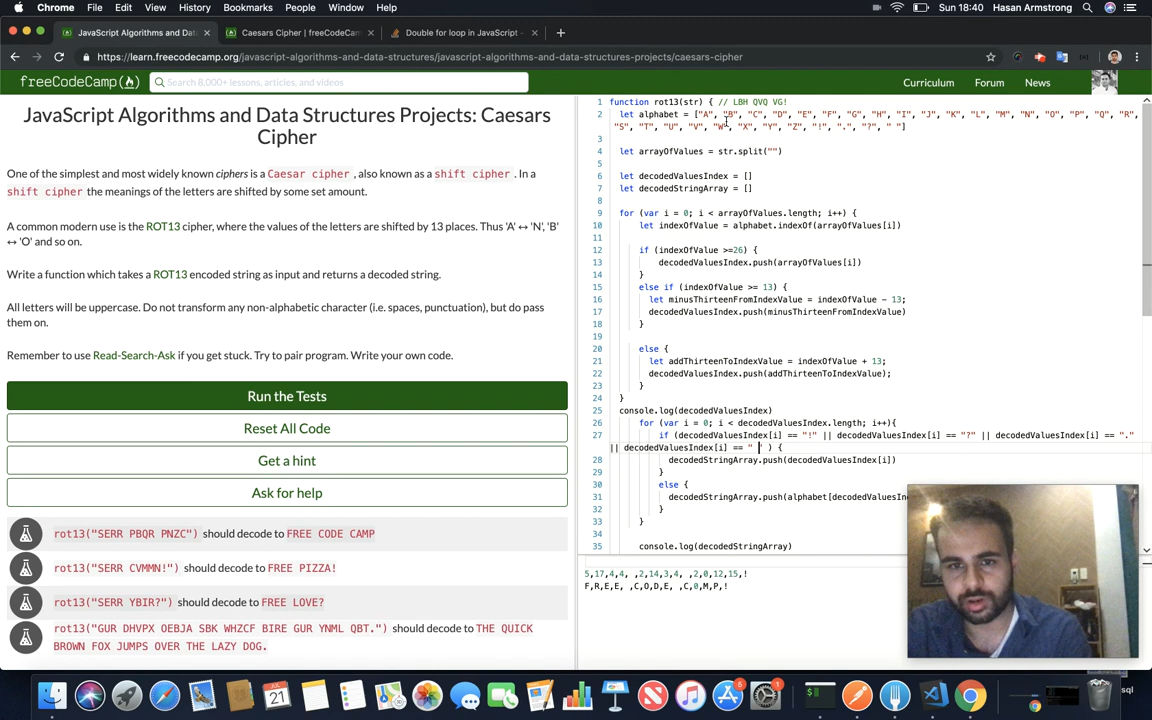 Chrome File Edit View History Bookmarks People Window Help Sun 18:40 Hasan Armstrong
JavaScript Algorithms and Dat Caesars Cipher | freeCodeCam Double for loop in JavaScript -
https://learn.freecodecamp.org/javascript-algorithms-and-data-structures/javascript-algorithms-and-data-structures-projects/caesars-cipher
freeCodeCamp Search 8,000+ lessons, articles, and videos Curriculum Forum News
JavaScript Algorithms and Data Structures Projects: Caesars
Cipher
One of the simplest and most widely known ciphers is a Caesar cipher, also known as a shift cipher. In a
shift cipher the meanings of the letters are shifted by some set amount.
A common modern use is the ROT13 cipher, where the values of the letters are shifted by 13 places. Thus 'A' ↔ 'N', 'B'
↔ 'O' and so on.
Write a function which takes a ROT13 encoded string as input and returns a decoded string.
All letters will be uppercase. Do not transform any non-alphabetic character (i.e. spaces, punctuation), but do pass
them on.
Remember to use Read-Search-Ask if you get stuck. Try to pair program. Write your own code.
Run the Tests
Reset All Code
Get a hint
Ask for help
rot13("SERR PBQR PNZC") should decode to FREE CODE CAMP
rot13("SERR CVMMN!") should decode to FREE PIZZA!
rot13("SERR YBIR?") should decode to FREE LOVE?
rot13("GUR DHVPX OEBJA SBK WHZCF BIRE GUR YNML QBT.") should decode to THE QUICK
BROWN FOX JUMPS OVER THE LAZY DOG.
1 function rot13(str) { // LBH QVQ VG!
2 let alphabet = ["A", "B", "C", "D", "E", "F", "G", "H", "I", "J", "K", "L", "M", "N", "O", "P", "Q", "R",
"S", "T", "U", "V", "W", "X", "Y", "Z", "!", ".", "?", " "]
3
4 let arrayOfValues = str.split("")
5
6 let decodedValuesIndex = []
7 let decodedStringArray = []
8
9 for (var i = 0; i < arrayOfValues.length; i++) {
10 let indexOfValue = alphabet.indexOf(arrayOfValues[i])
11
12 if (indexOfValue >=26) {
13 decodedValuesIndex.push(arrayOfValues[i])
14 }
15 else if (indexOfValue >= 13) {
16 let minusThirteenFromIndexValue = indexOfValue - 13;
17 decodedValuesIndex.push(minusThirteenFromIndexValue)
18 }
19
20 else {
21 let addThirteenToIndexValue = indexOfValue + 13;
22 decodedValuesIndex.push(addThirteenToIndexValue);
23 }
24 }
25 console.log(decodedValuesIndex)
26 for (var i = 0; i < decodedValuesIndex.length; i++){
27 if (decodedValuesIndex[i] == "!" || decodedValuesIndex[i] == "?" || decodedValuesIndex[i] == "."
|| decodedValuesIndex[i] == " " ) {
28 decodedStringArray.push(decodedValuesIndex[i])
29 }
30 else {
31 decodedStringArray.push(alphabet[decodedValuesInd
32 }
33 }
34
35 console.log(decodedStringArray)
5,17,4,4, ,2,14,3,4, ,2,0,12,15,!
F,R,E,E, ,C,O,D,E, ,C,0,M,P,!
5
1
21
sql